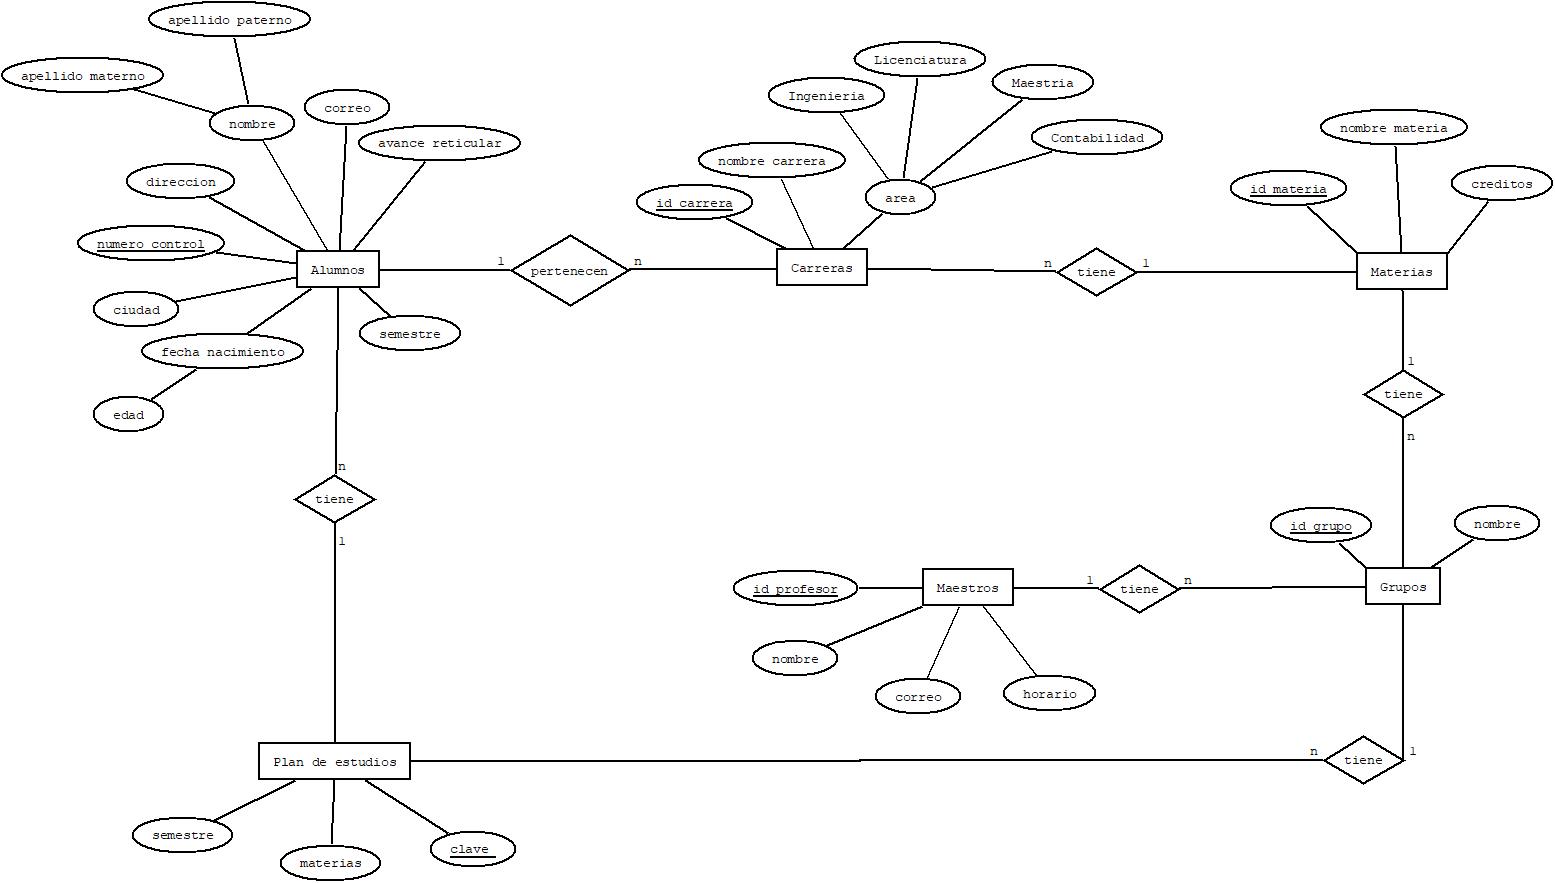 apellido paterno
apellido materno
nombre
correo
avance reticular
direccion
numero control
Alumnos
ciudad
fecha nacimiento
semestre
edad
1
pertenecen
n
Licenciatura
Ingenieria
Maestria
Contabilidad
nombre carrera
area
id carrera
Carreras
n
tiene
1
nombre materia
id materia
creditos
Materias
1
tiene
n
n
tiene
1
id grupo
nombre
Grupos
id profesor
Maestros
1
tiene
n
nombre
correo
horario
Plan de estudios
n
tiene
1
semestre
materias
clave